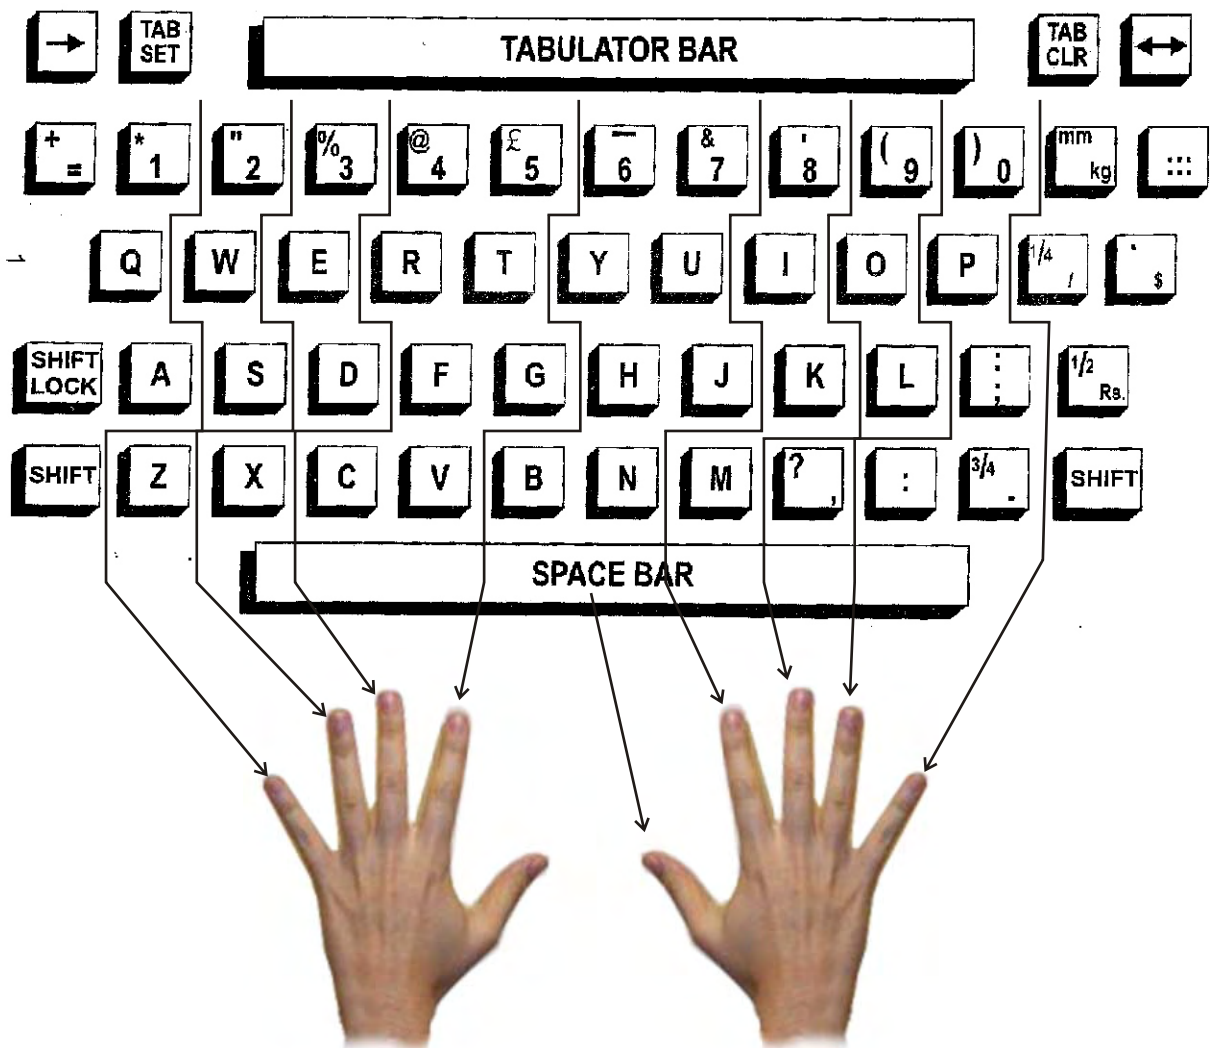 → TAB SET TABULATOR BAR TAB CLR ↔
+ = * 1 " 2 % 3 @ 4 £ 5 — 6 & 7 ' 8 ( 9 ) 0 mm kg :::
Q W E R T Y U I O P 1/4 / ` $
SHIFT LOCK A S D F G H J K L ; 1/2 Rs.
SHIFT Z X C V B N M ? , : 3/4 - SHIFT
SPACE BAR